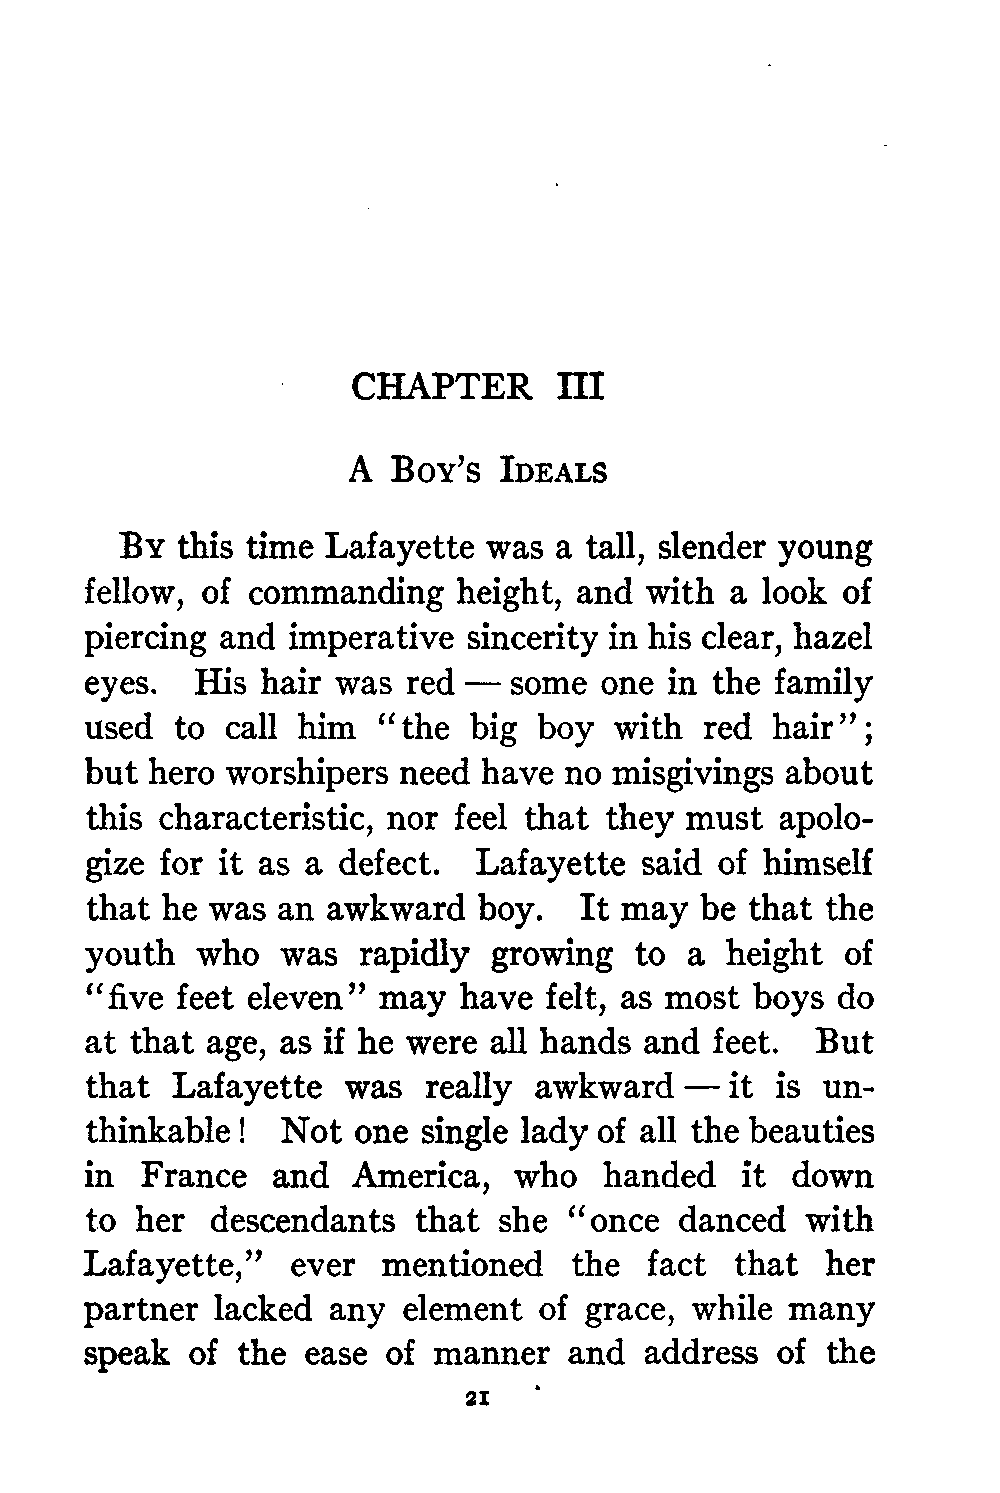 CHAPTER III
A Boy's Ideals
By this time Lafayette was a tall, slender young
fellow, of commanding height, and with a look of
piercing and imperative sincerity in his clear, hazel
eyes. His hair was red — some one in the family
used to call him "the big boy with red hair";
but hero worshipers need have no misgivings about
this characteristic, nor feel that they must apolo-
gize for it as a defect. Lafayette said of himself
that he was an awkward boy. It may be that the
youth who was rapidly growing to a height of
"five feet eleven" may have felt, as most boys do
at that age, as if he were all hands and feet. But
that Lafayette was really awkward — it is un-
thinkable! Not one single lady of all the beauties
in France and America, who handed it down
to her descendants that she "once danced with
Lafayette," ever mentioned the fact that her
partner lacked any element of grace, while many
speak of the ease of manner and address of the
21